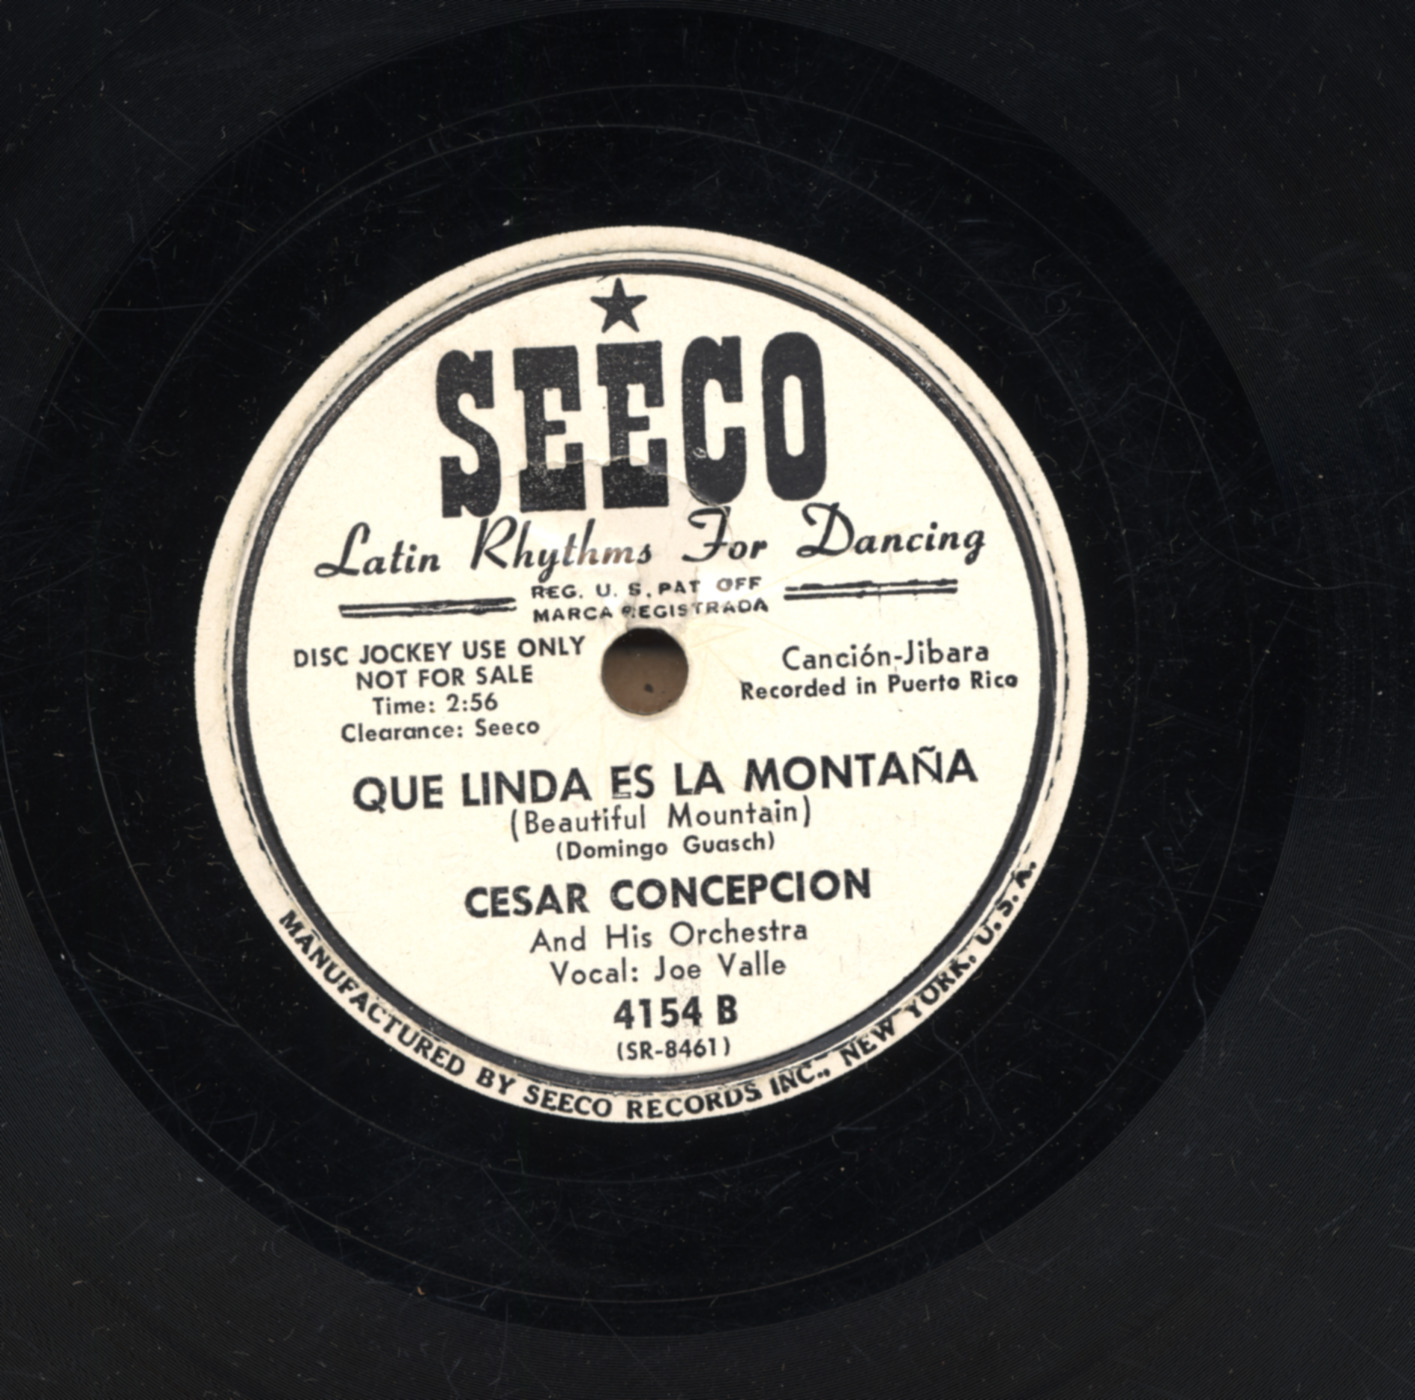 SEECO
Latin Rhythms For Dancing
REG. U. S. PAT OFF
MARCA REGISTRADA
DISC JOCKEY USE ONLY
NOT FOR SALE
Time: 2:56
Clearance: Seeco
Canción-Jibara
Recorded in Puerto Rico
QUE LINDA ES LA MONTAÑA
(Beautiful Mountain)
(Domingo Guasch)
CESAR CONCEPCION
And His Orchestra
Vocal: Joe Valle
4154 B
(SR-8461)
MANUFACTURED BY SEECO RECORDS INC., NEW YORK, U. S. A.